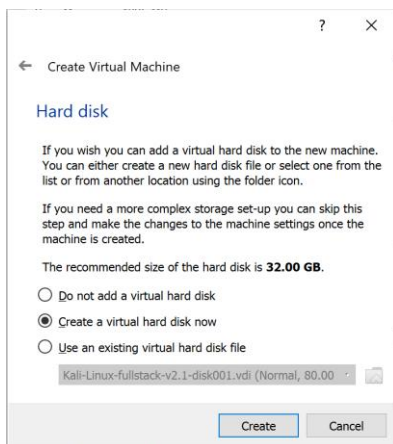 ?
Create Virtual Machine
Hard disk
If you wish you can add a virtual hard disk to the new machine.
You can either create a new hard disk file or select one from the
list or from another location using the folder icon.
If you need a more complex storage set-up you can skip this
step and make the changes to the machine settings once the
machine is created.
The recommended size of the hard disk is 32.00 GB.
Do not add a virtual hard disk
Create a virtual hard disk now
Use an existing virtual hard disk file
Kali-Linux-fullstack-v2.1-disk001.vdi (Normal, 80.00
Create Cancel